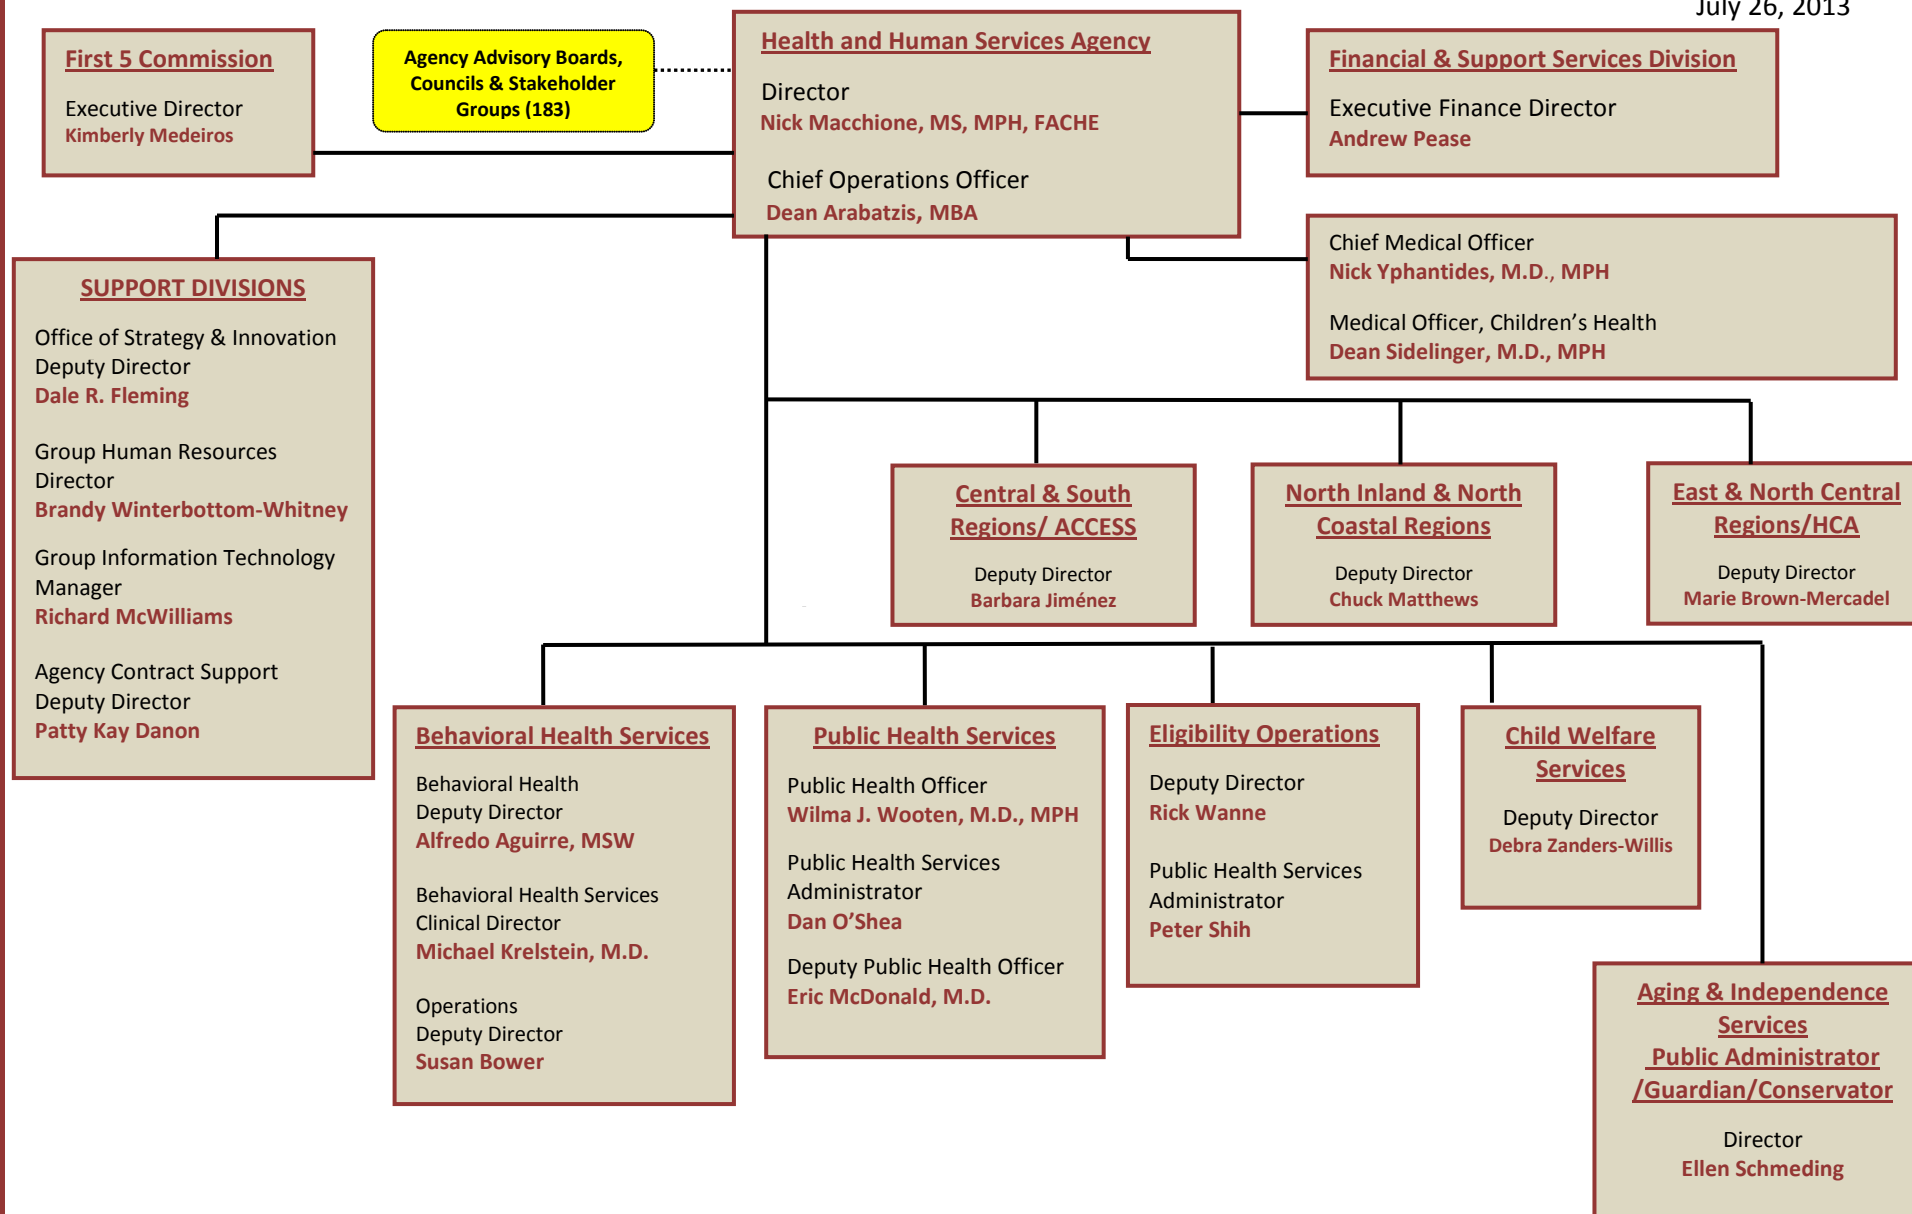 July 26, 2013
First 5 Commission
Executive Director
Kimberly Medeiros
Agency Advisory Boards,
Councils & Stakeholder
Groups (183)
Health and Human Services Agency
Director
Nick Macchione, MS, MPH, FACHE
Chief Operations Officer
Dean Arabatzis, MBA
Financial & Support Services Division
Executive Finance Director
Andrew Pease
Chief Medical Officer
Nick Yphantides, M.D., MPH
Medical Officer, Children’s Health
Dean Sidelinger, M.D., MPH
SUPPORT DIVISIONS
Office of Strategy & Innovation
Deputy Director
Dale R. Fleming
Group Human Resources
Director
Brandy Winterbottom-Whitney
Group Information Technology
Manager
Richard McWilliams
Agency Contract Support
Deputy Director
Patty Kay Danon
Central & South
Regions/ ACCESS
Deputy Director
Barbara Jiménez
North Inland & North
Coastal Regions
Deputy Director
Chuck Matthews
East & North Central
Regions/HCA
Deputy Director
Marie Brown-Mercadel
Behavioral Health Services
Behavioral Health
Deputy Director
Alfredo Aguirre, MSW
Behavioral Health Services
Clinical Director
Michael Krelstein, M.D.
Operations
Deputy Director
Susan Bower
Public Health Services
Public Health Officer
Wilma J. Wooten, M.D., MPH
Public Health Services
Administrator
Dan O’Shea
Deputy Public Health Officer
Eric McDonald, M.D.
Eligibility Operations
Deputy Director
Rick Wanne
Public Health Services
Administrator
Peter Shih
Child Welfare
Services
Deputy Director
Debra Zanders-Willis
Aging & Independence
Services
Public Administrator
/Guardian/Conservator
Director
Ellen Schmeding